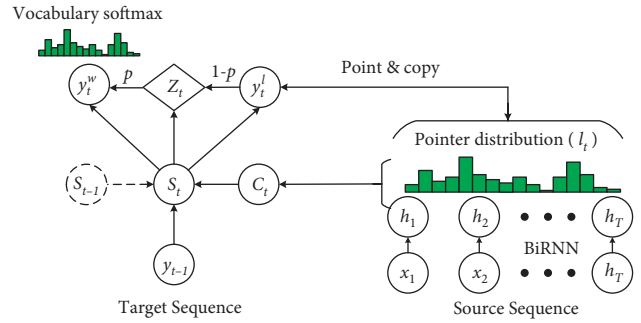 Vocabulary softmax
y_t^w
p
Z_t
1-p
y_t^l
Point & copy
Pointer distribution ( l_t )
S_{t-1}
S_t
C_t
h_1
h_2
h_T
BiRNN
y_{t-1}
x_1
x_2
h_T
Target Sequence
Source Sequence